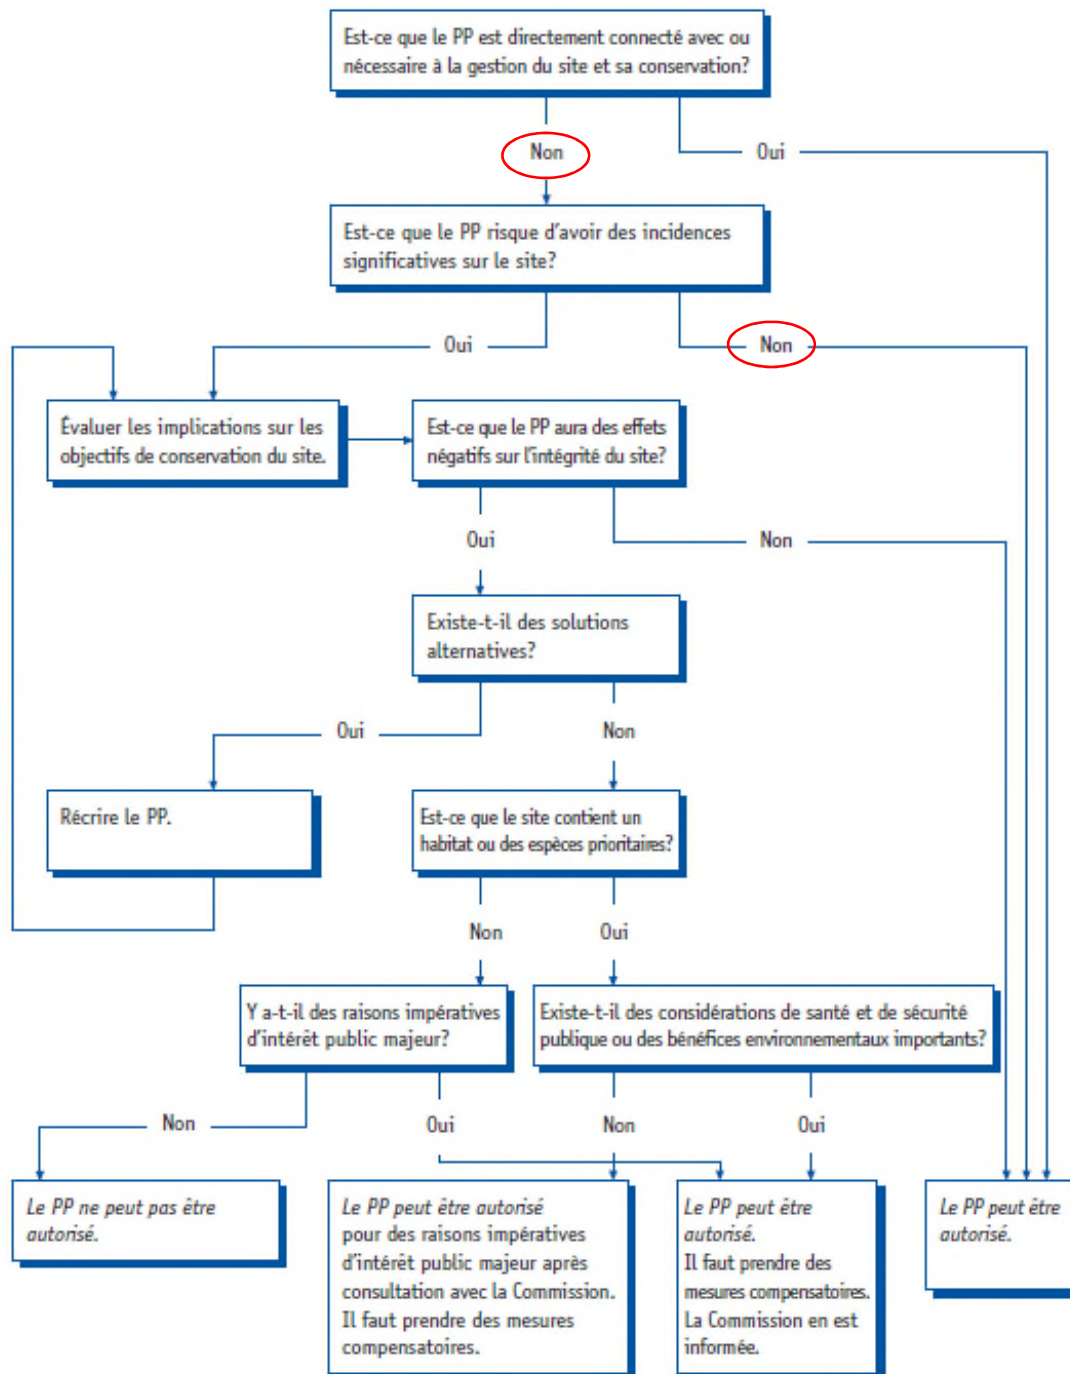 Est-ce que le PP est directement connecté avec ou
nécessaire à la gestion du site et sa conservation?
Non
Oui
Est-ce que le PP risque d'avoir des incidences
significatives sur le site?
Oui
Non
Évaluer les implications sur les
objectifs de conservation du site.
Est-ce que le PP aura des effets
négatifs sur l'intégrité du site?
Oui
Non
Existe-t-il des solutions
alternatives?
Oui
Non
Récrire le PP.
Est-ce que le site contient un
habitat ou des espèces prioritaires?
Non
Oui
Y a-t-il des raisons impératives
d'intérêt public majeur?
Existe-t-il des considérations de santé et de sécurité
publique ou des bénéfices environnementaux importants?
Non
Oui
Non
Oui
Le PP ne peut pas être
autorisé.
Le PP peut être autorisé
pour des raisons impératives
d'intérêt public majeur après
consultation avec la Commission.
Il faut prendre des mesures
compensatoires.
Le PP peut être
autorisé.
Il faut prendre des
mesures compensatoires.
La Commission en est
informée.
Le PP peut être
autorisé.